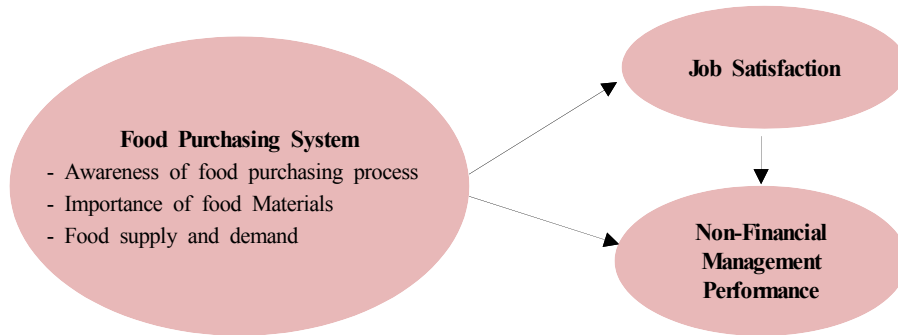 Job Satisfaction
Food Purchasing System
- Awareness of food purchasing process
- Importance of food Materials
- Food supply and demand
Non-Financial
Management
Performance